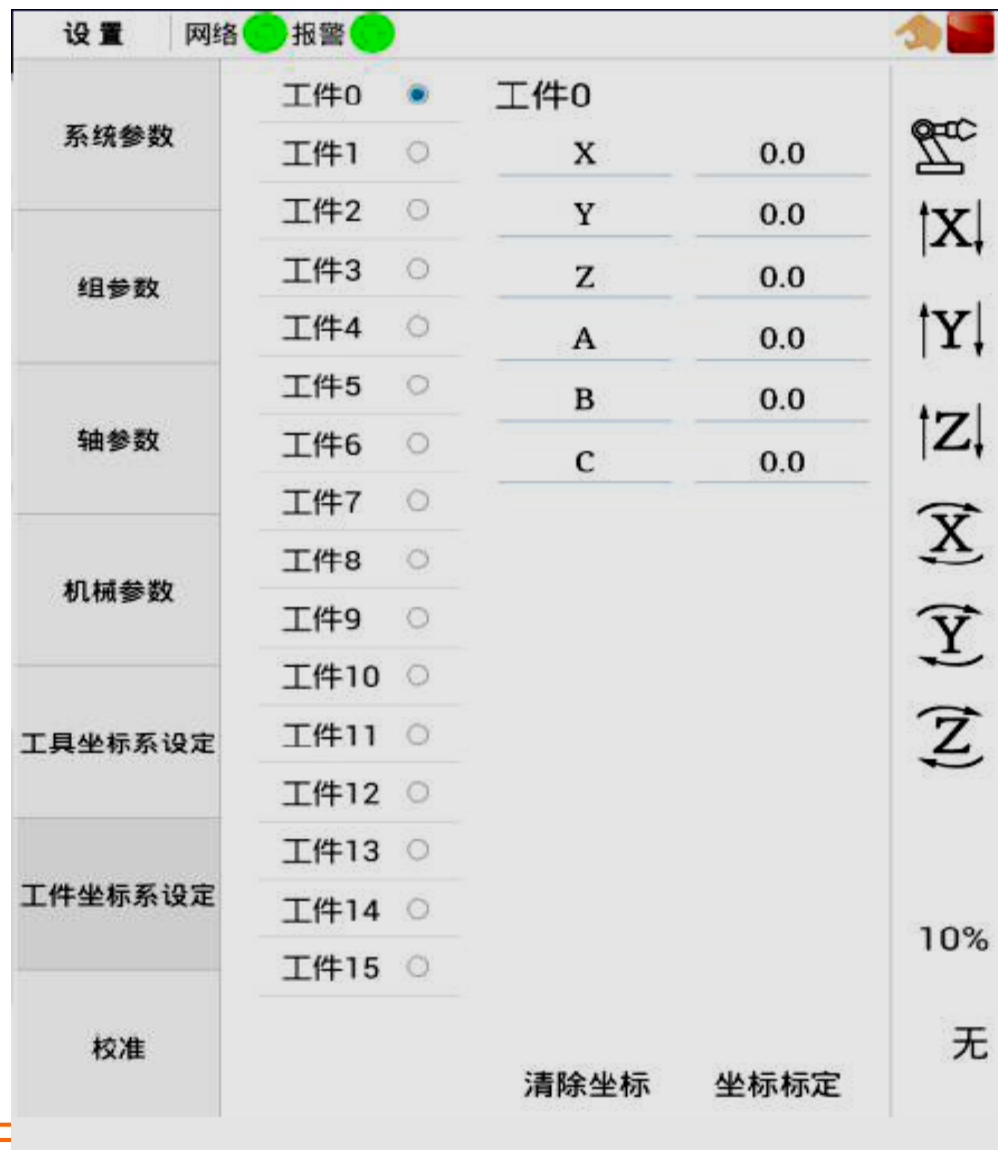 设置 网络 报警
系统参数
组参数
轴参数
机械参数
工具坐标系设定
工件坐标系设定
校准
工件0
工件1
工件2
工件3
工件4
工件5
工件6
工件7
工件8
工件9
工件10
工件11
工件12
工件13
工件14
工件15
工件0
X 0.0
Y 0.0
Z 0.0
A 0.0
B 0.0
C 0.0
清除坐标 坐标标定
X
Y
Z
X
Y
Z
10%
无